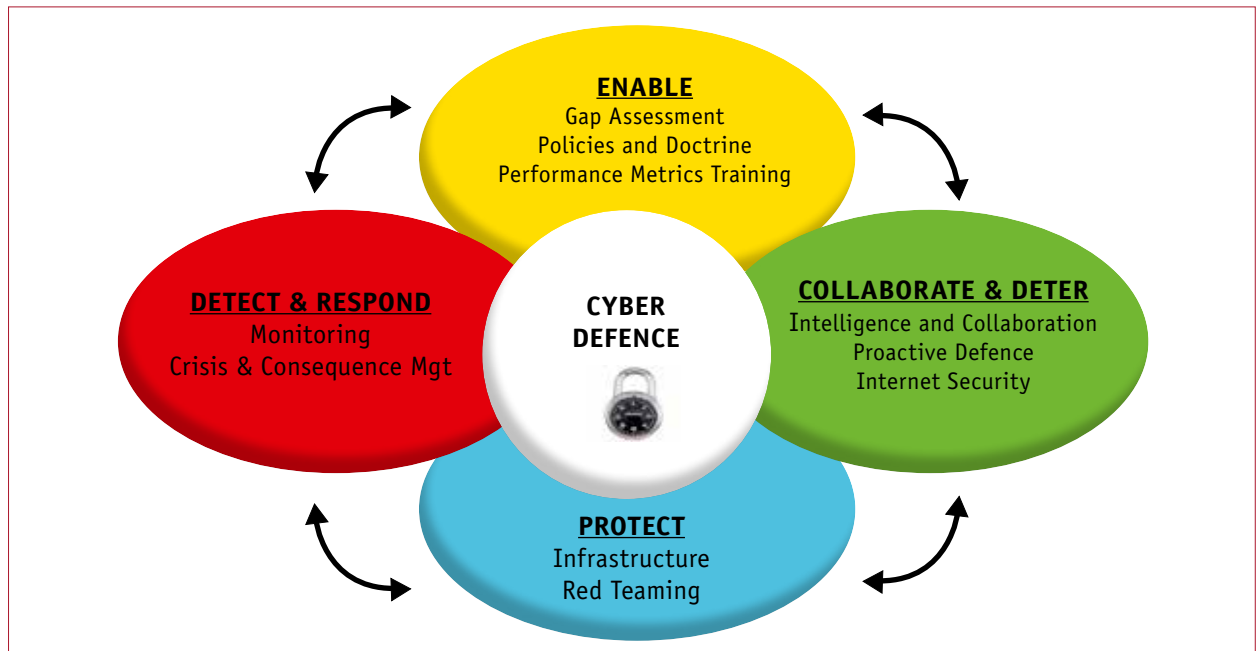 ENABLE
Gap Assessment
Policies and Doctrine
Performance Metrics Training
DETECT & RESPOND
Monitoring
Crisis & Consequence Mgt
CYBER
DEFENCE
COLLABORATE & DETER
Intelligence and Collaboration
Proactive Defence
Internet Security
PROTECT
Infrastructure
Red Teaming